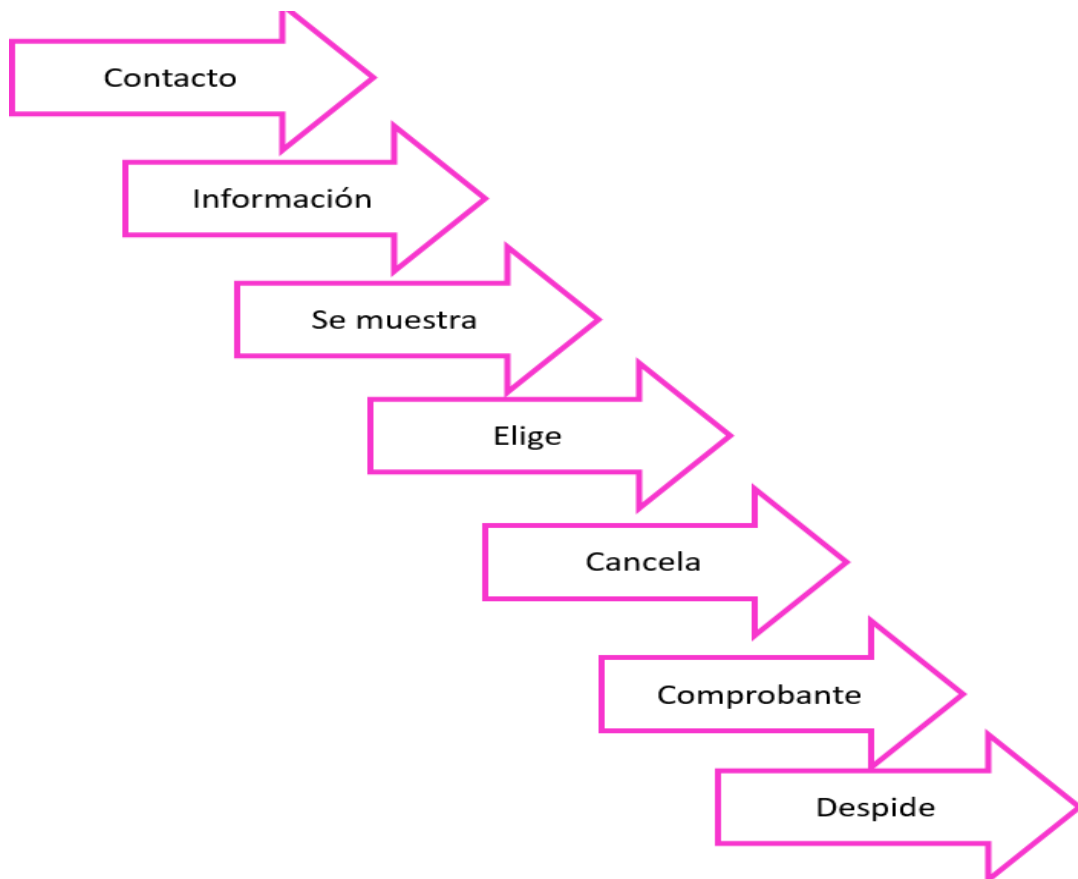 Contacto
Información
Se muestra
Elige
Cancela
Comprobante
Despide